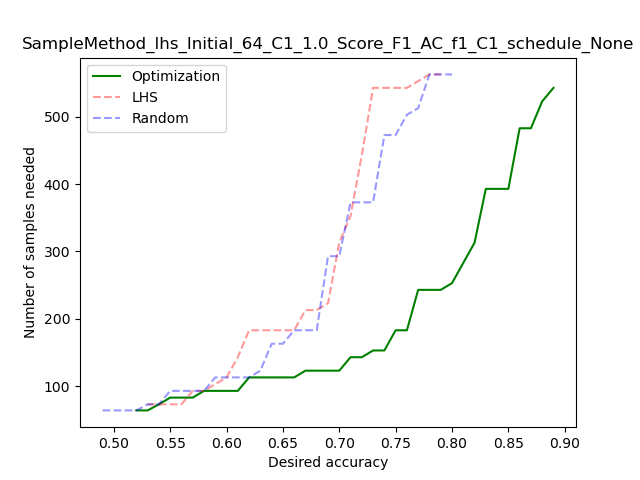 SampleMethod_lhs_Initial_64_C1_1.0_Score_F1_AC_f1_C1_schedule_None
Optimization
LHS
Random
Number of samples needed
500
400
300
200
100
0.50 0.55 0.60 0.65 0.70 0.75 0.80 0.85 0.90
Desired accuracy